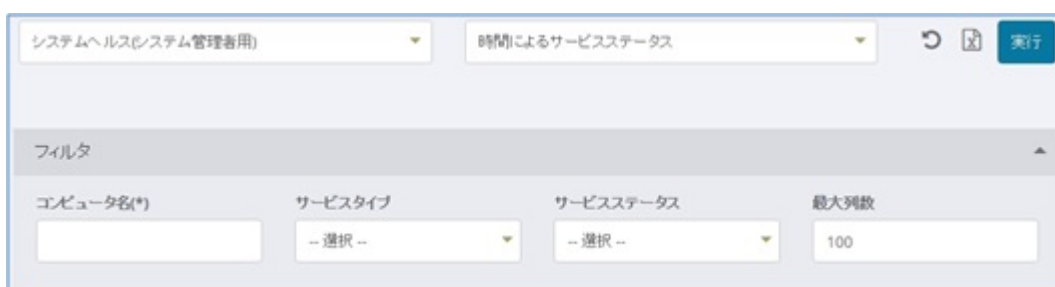 システムヘルス(システム管理者用) 時間によるサービスステータス 実行
フィルタ
コンピュータ名(*) サービスタイプ サービスステータス 最大列数
-- 選択 -- -- 選択 -- 100